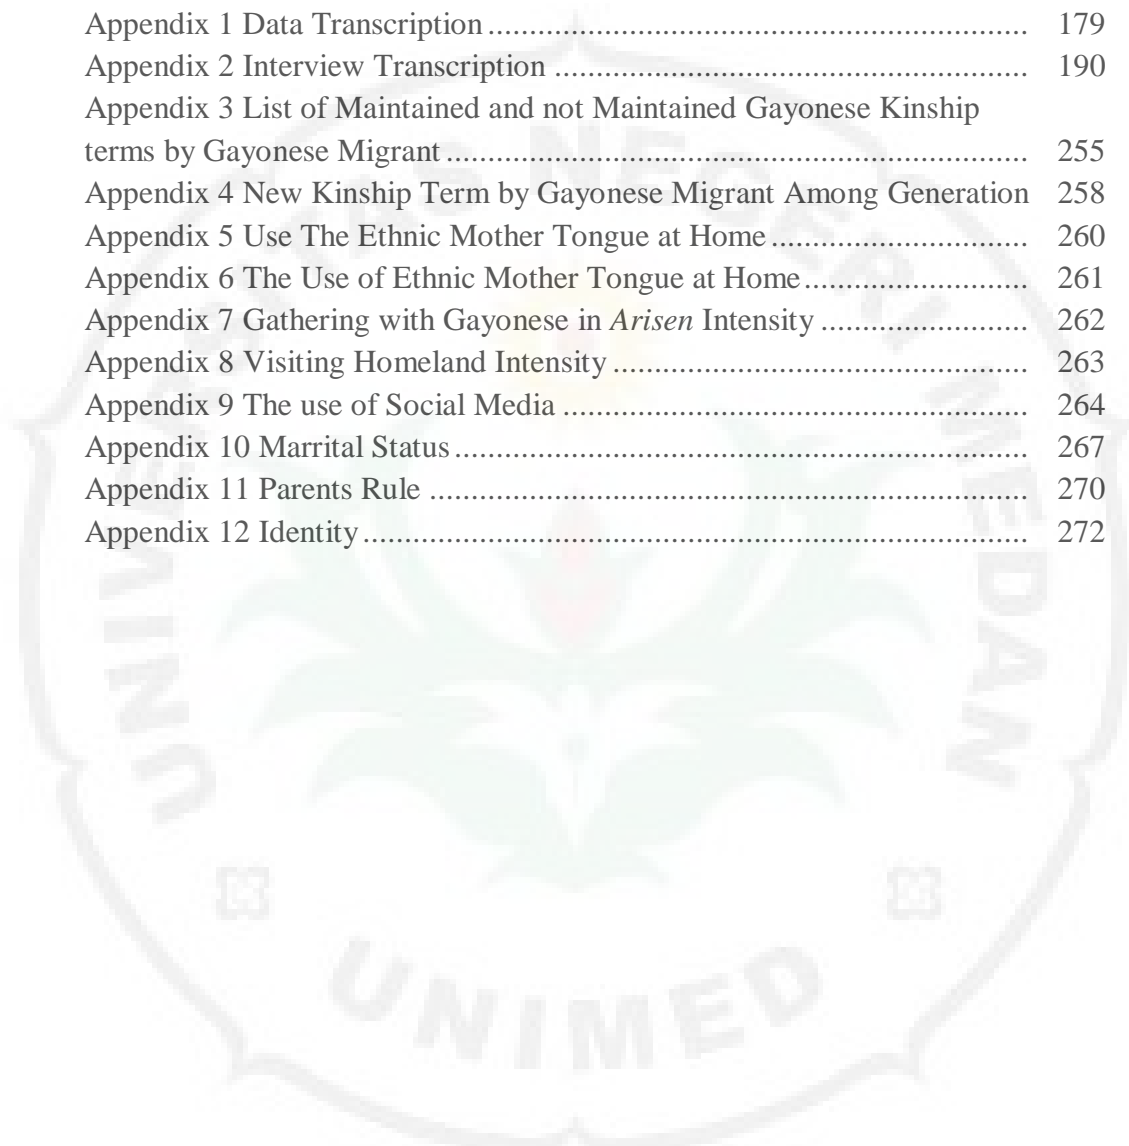 Appendix 1 Data Transcription ................................................................. 179
Appendix 2 Interview Transcription ......................................................... 190
Appendix 3 List of Maintained and not Maintained Gayonese Kinship
terms by Gayonese Migrant ...................................................................... 255
Appendix 4 New Kinship Term by Gayonese Migrant Among Generation 258
Appendix 5 Use The Ethnic Mother Tongue at Home ............................... 260
Appendix 6 The Use of Ethnic Mother Tongue at Home ........................... 261
Appendix 7 Gathering with Gayonese in Arisen Intensity ......................... 262
Appendix 8 Visiting Homeland Intensity .................................................. 263
Appendix 9 The use of Social Media ........................................................ 264
Appendix 10 Marrital Status ..................................................................... 267
Appendix 11 Parents Rule ........................................................................ 270
Appendix 12 Identity ................................................................................ 272
UNIVERSITAS NEGERI MEDAN
UNIMED